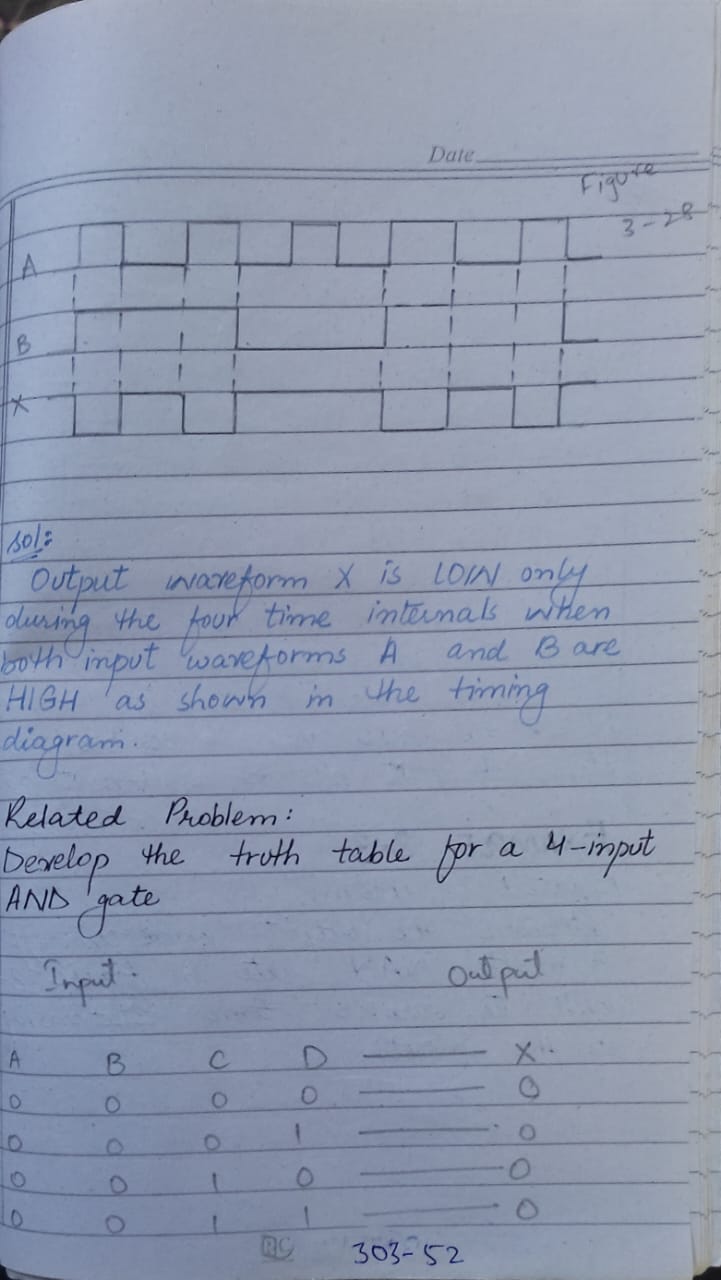 Date
Figure
3-28
A
B
X
sol:
Output waveform X is LOW only
during the four time internals when
both input waveforms A and B are
HIGH as shown in the timing
diagram.
Related Problem:
Develop the truth table for a 4-input
AND gate
Input Output
A B C D — X
0 0 0 0 — 0
0 0 0 1 — 0
0 0 1 0 — 0
0 0 1 1 — 0
303-52